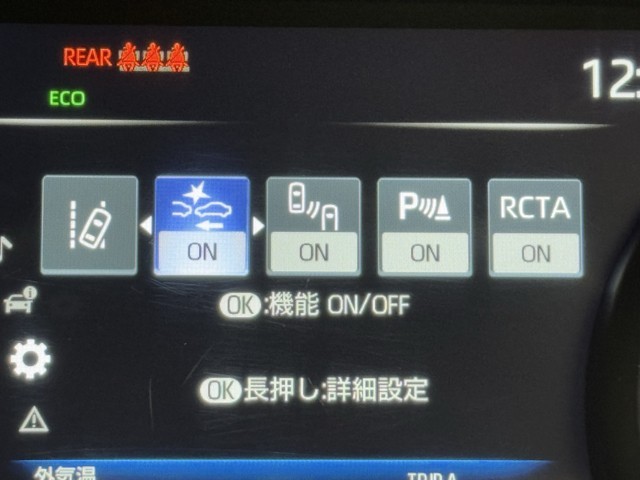 REAR
12:
ECO
ON ON P ON RCTA
ON ON
OK:機能 ON/OFF
OK長押し:詳細設定
外気温 TRIP A